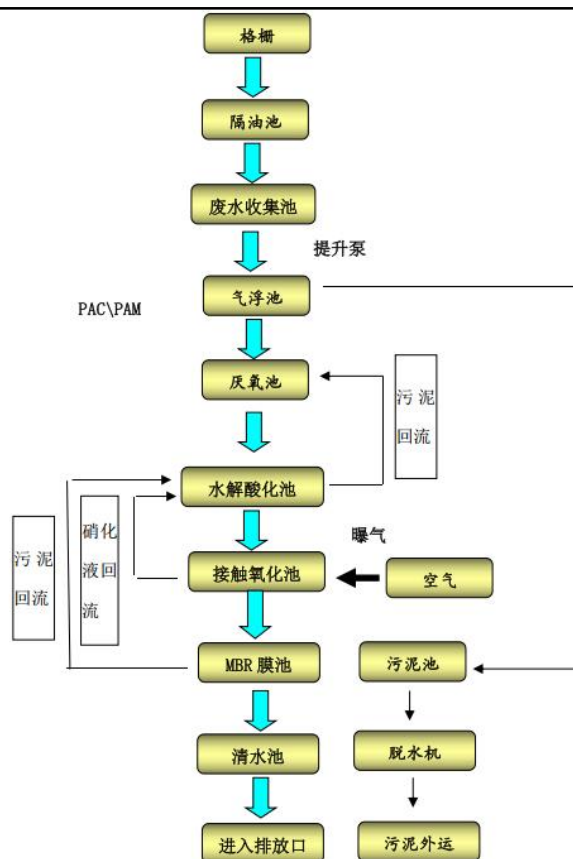 格栅
隔油池
废水收集池
提升泵
气浮池
PAC\PAM
厌氧池
污泥
回流
水解酸化池
硝化
液回
流
污泥
回流
曝气
接触氧化池
空气
MBR膜池
污泥池
清水池
脱水机
进入排放口
污泥外运